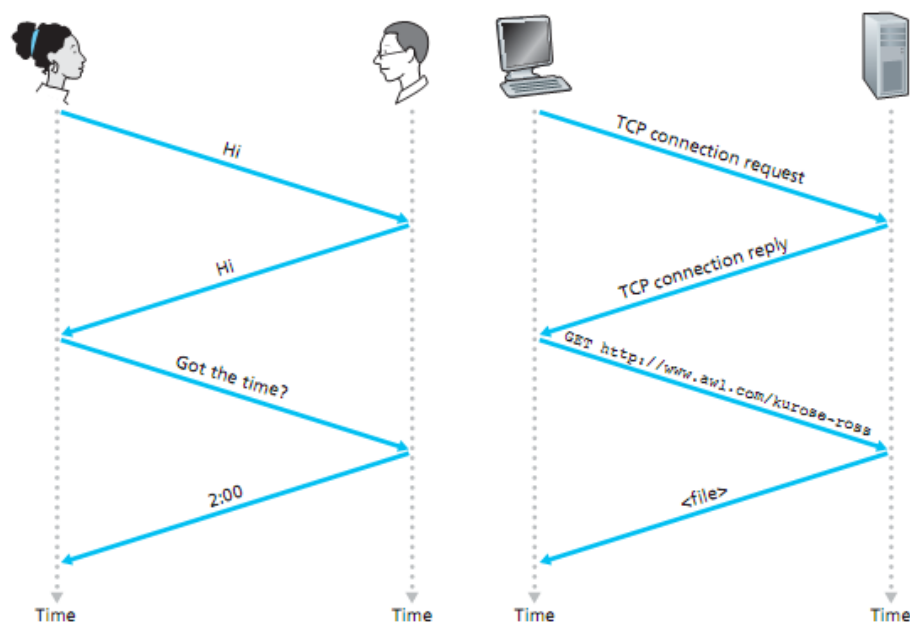 Hi
TCP connection request
Hi
TCP connection reply
Got the time?
GET http://www.awl.com/kurose-ross
2:00
<file>
Time
Time
Time
Time